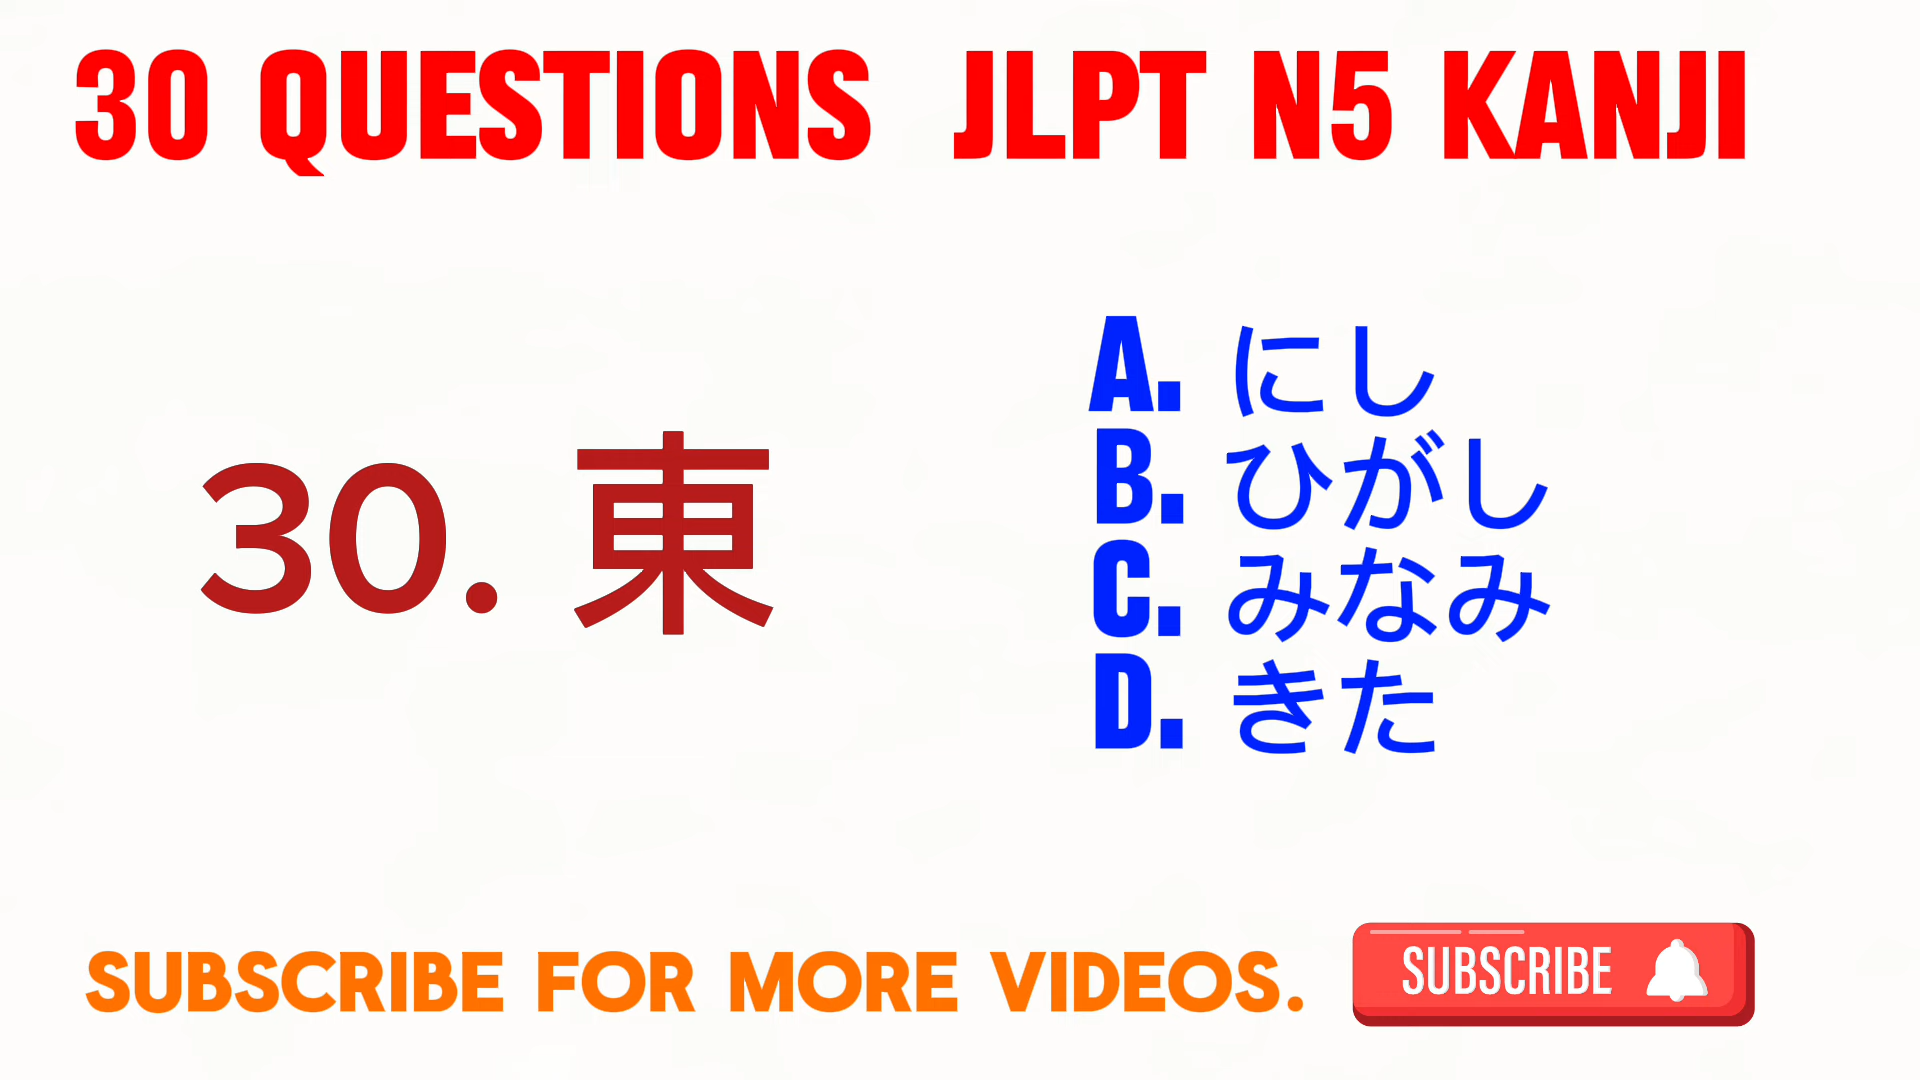 30 QUESTIONS JLPT N5 KANJI
30. 東
A. にし
B. ひがし
C. みなみ
D. きた
SUBSCRIBE FOR MORE VIDEOS.
SUBSCRIBE